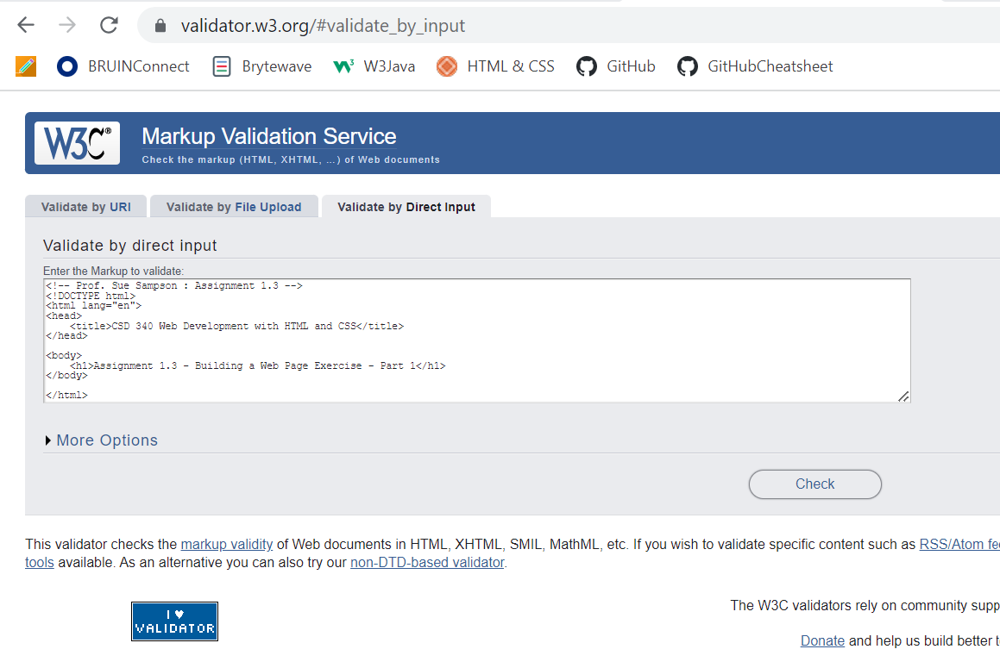 validator.w3.org/#validate_by_input
BRUINConnect Brytewave W3Java HTML & CSS GitHub GitHubCheatsheet
W3C® Markup Validation Service
Check the markup (HTML, XHTML, …) of Web documents
Validate by URI Validate by File Upload Validate by Direct Input
Validate by direct input
Enter the Markup to validate:
<!-- Prof. Sue Sampson : Assignment 1.3 -->
<!DOCTYPE html>
<html lang="en">
<head>
    <title>CSD 340 Web Development with HTML and CSS</title>
</head>
<body>
    <h1>Assignment 1.3 - Building a Web Page Exercise - Part 1</h1>
</body>
</html>
More Options
Check
This validator checks the markup validity of Web documents in HTML, XHTML, SMIL, MathML, etc. If you wish to validate specific content such as RSS/Atom fe
tools available. As an alternative you can also try our non-DTD-based validator.
I ♥
VALIDATOR
The W3C validators rely on community supp
Donate and help us build better t